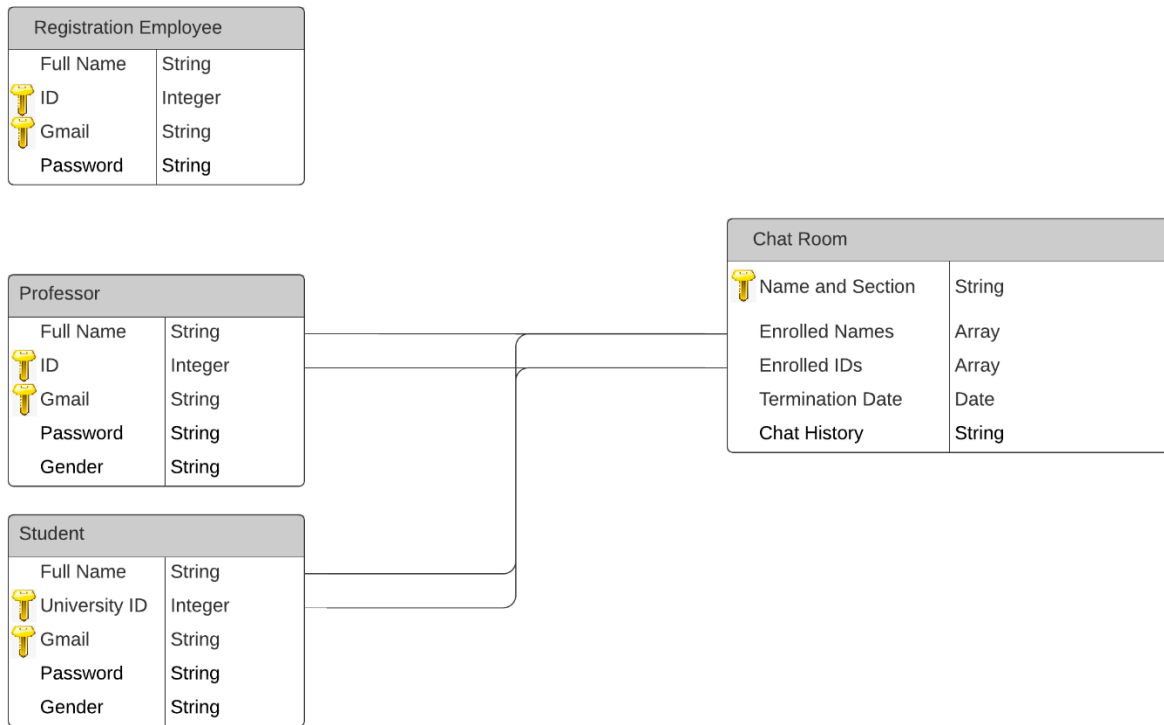 Registration Employee
Full Name String
ID Integer
Gmail String
Password String
Chat Room
Name and Section String
Enrolled Names Array
Enrolled IDs Array
Termination Date Date
Chat History String
Professor
Full Name String
ID Integer
Gmail String
Password String
Gender String
Student
Full Name String
University ID Integer
Gmail String
Password String
Gender String